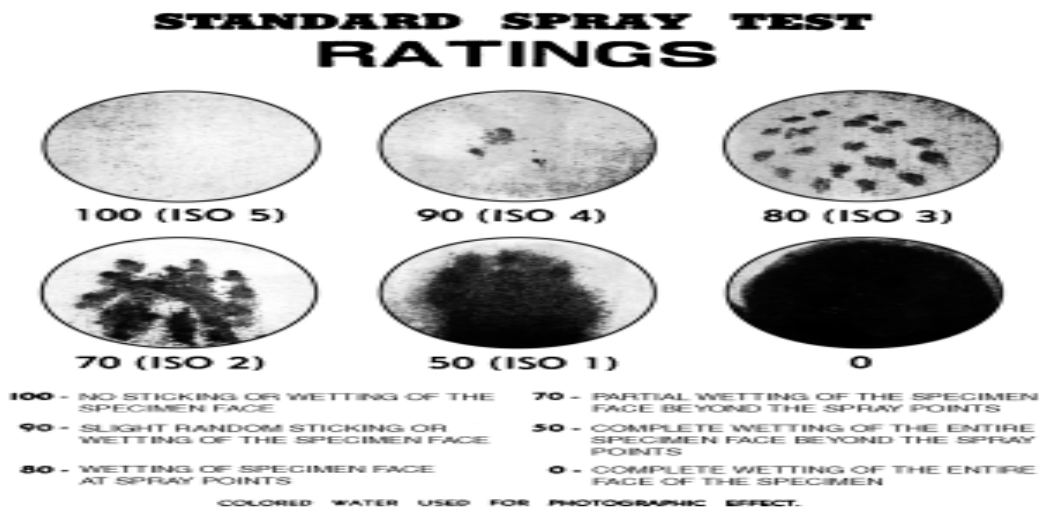 STANDARD SPRAY TEST
RATINGS
100 (ISO 5)
90 (ISO 4)
80 (ISO 3)
70 (ISO 2)
50 (ISO 1)
0
100 - NO STICKING OR WETTING OF THE
SPECIMEN FACE
90 - SLIGHT RANDOM STICKING OR
WETTING OF THE SPECIMEN FACE
80 - WETTING OF SPECIMEN FACE
AT SPRAY POINTS
70 - PARTIAL WETTING OF THE SPECIMEN
FACE BEYOND THE SPRAY POINTS
50 - COMPLETE WETTING OF THE ENTIRE
SPECIMEN FACE BEYOND THE SPRAY
POINTS
0 - COMPLETE WETTING OF THE ENTIRE
FACE OF THE SPECIMEN
COLORED WATER USED FOR PHOTOGRAPHIC EFFECT.